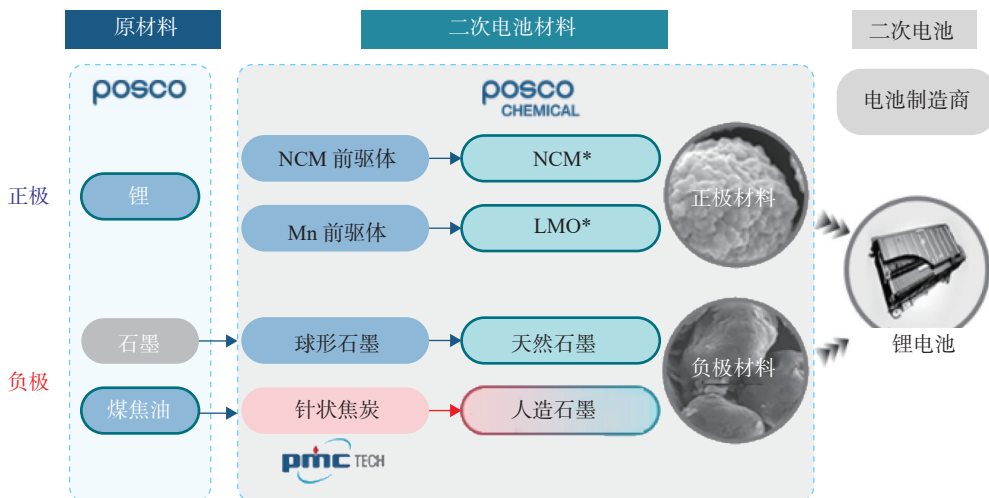 原材料
二次电池材料
二次电池
posco
posco
CHEMICAL
电池制造商
NCM 前驱体
NCM*
正极
锂
正极材料
Mn 前驱体
LMO*
石墨
球形石墨
天然石墨
锂电池
负极
负极材料
煤焦油
针状焦炭
人造石墨
pmc TECH